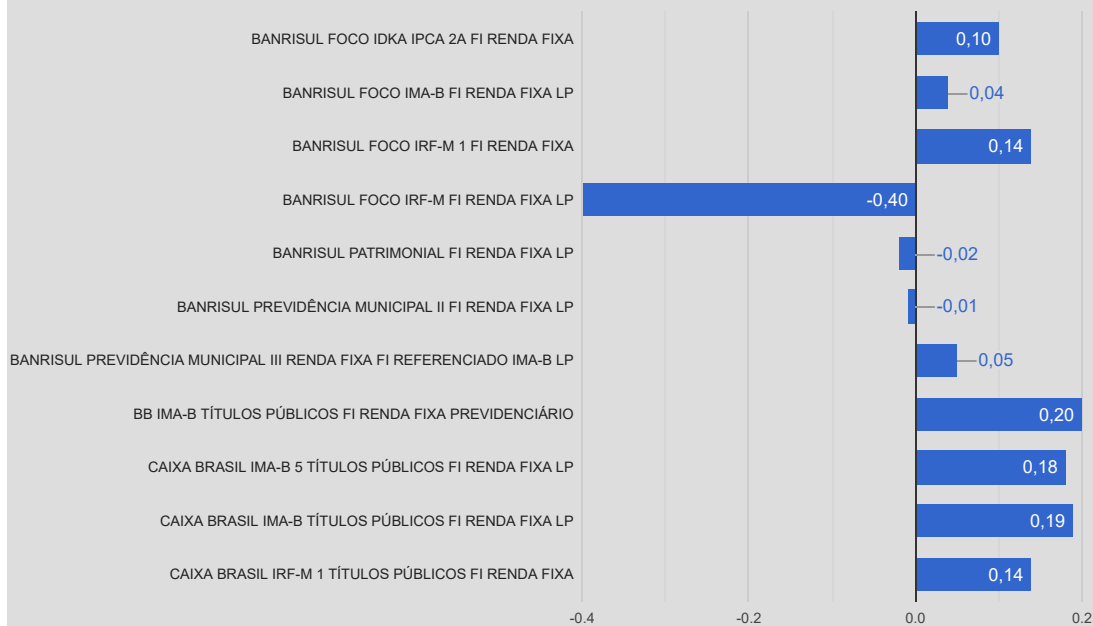 BANRISUL FOCO IDKA IPCA 2A FI RENDA FIXA 0,10
BANRISUL FOCO IMA-B FI RENDA FIXA LP 0,04
BANRISUL FOCO IRF-M 1 FI RENDA FIXA 0,14
BANRISUL FOCO IRF-M FI RENDA FIXA LP -0,40
BANRISUL PATRIMONIAL FI RENDA FIXA LP -0,02
BANRISUL PREVIDÊNCIA MUNICIPAL II FI RENDA FIXA LP -0,01
BANRISUL PREVIDÊNCIA MUNICIPAL III RENDA FIXA FI REFERENCIADO IMA-B LP 0,05
BB IMA-B TÍTULOS PÚBLICOS FI RENDA FIXA PREVIDENCIÁRIO 0,20
CAIXA BRASIL IMA-B 5 TÍTULOS PÚBLICOS FI RENDA FIXA LP 0,18
CAIXA BRASIL IMA-B TÍTULOS PÚBLICOS FI RENDA FIXA LP 0,19
CAIXA BRASIL IRF-M 1 TÍTULOS PÚBLICOS FI RENDA FIXA 0,14
-0.4 -0.2 0.0 0.2